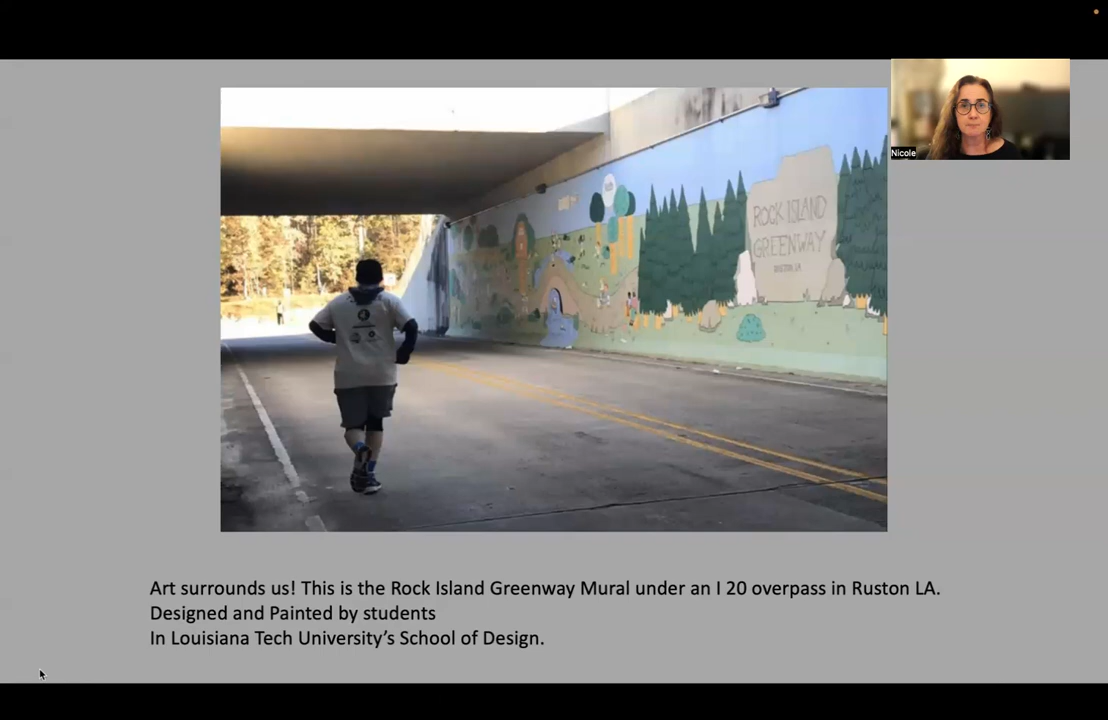 Nicole
ROCK ISLAND
GREENWAY
RUSTON, LA
Art surrounds us! This is the Rock Island Greenway Mural under an I 20 overpass in Ruston LA.
Designed and Painted by students
In Louisiana Tech University’s School of Design.